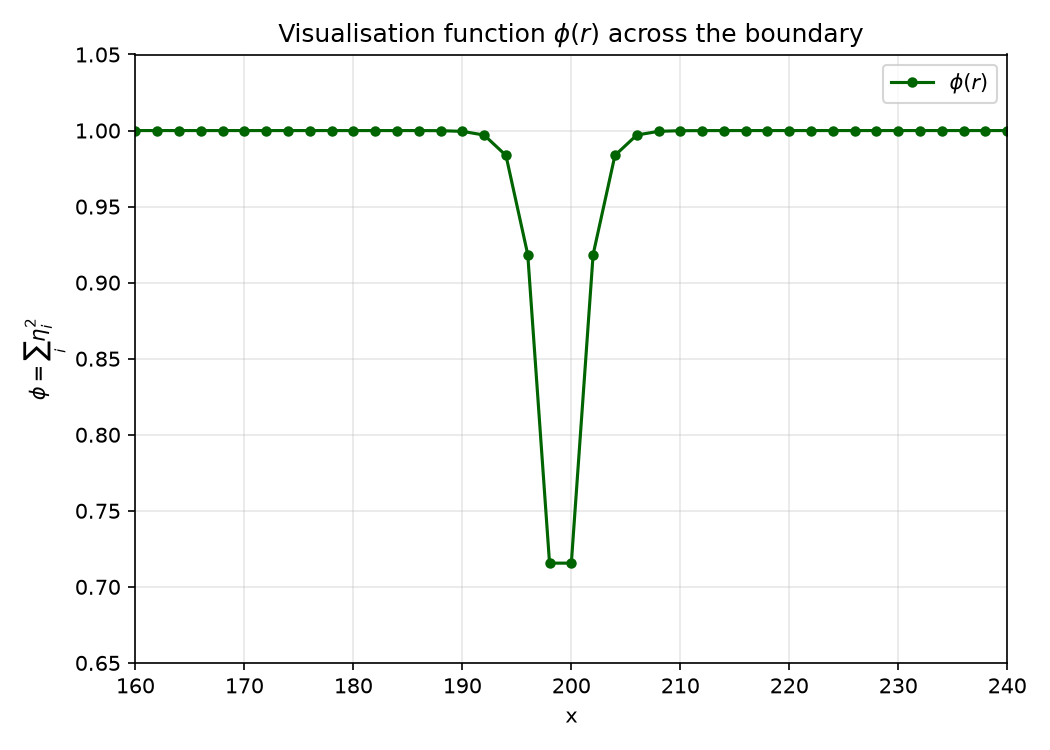 Visualisation function ϕ(r) across the boundary
1.05
1.00
0.95
0.90
0.85
0.80
0.75
0.70
0.65
ϕ = ∑ᵢ ηᵢ²
ϕ(r)
160 170 180 190 200 210 220 230 240
x